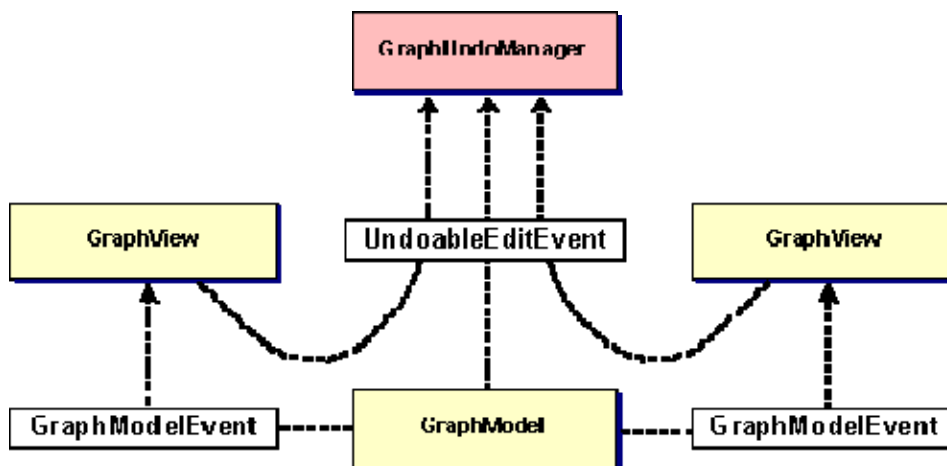 GraphUndoManager
GraphView
UndoableEditEvent
GraphView
GraphModelEvent
GraphModel
GraphModelEvent